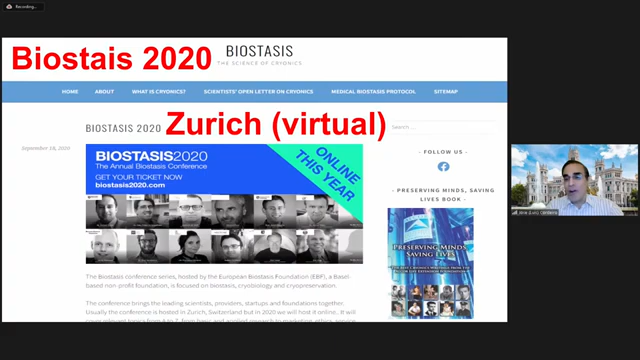 Recording...
Biostais 2020
BIOSTASIS
THE SCIENCE OF CRYONICS
HOME ABOUT WHAT IS CRYONICS? SCIENTISTS' OPEN LETTER ON CRYONICS MEDICAL BIOSTASIS PROTOCOL SITEMAP
September 18, 2020
BIOSTASIS 2020
Zurich (virtual)
Search ...
BIOSTASIS2020
The Annual Biostasis Conference
GET YOUR TICKET NOW
biostasis2020.com
ONLINE
THIS YEAR
- FOLLOW US -
- PRESERVING MINDS, SAVING
LIVES BOOK -
PRESERVING MINDS
SAVING LIVES
The Biostasis conference series, hosted by the European Biostasis Foundation (EBF), a Basel
based non-profit foundation, is focused on biostasis, cryobiology and cryopreservation.
The conference brings the leading scientists, providers, startups and foundations together.
Usually the conference is hosted in Zurich, Switzerland but in 2020 we will host it online. It will